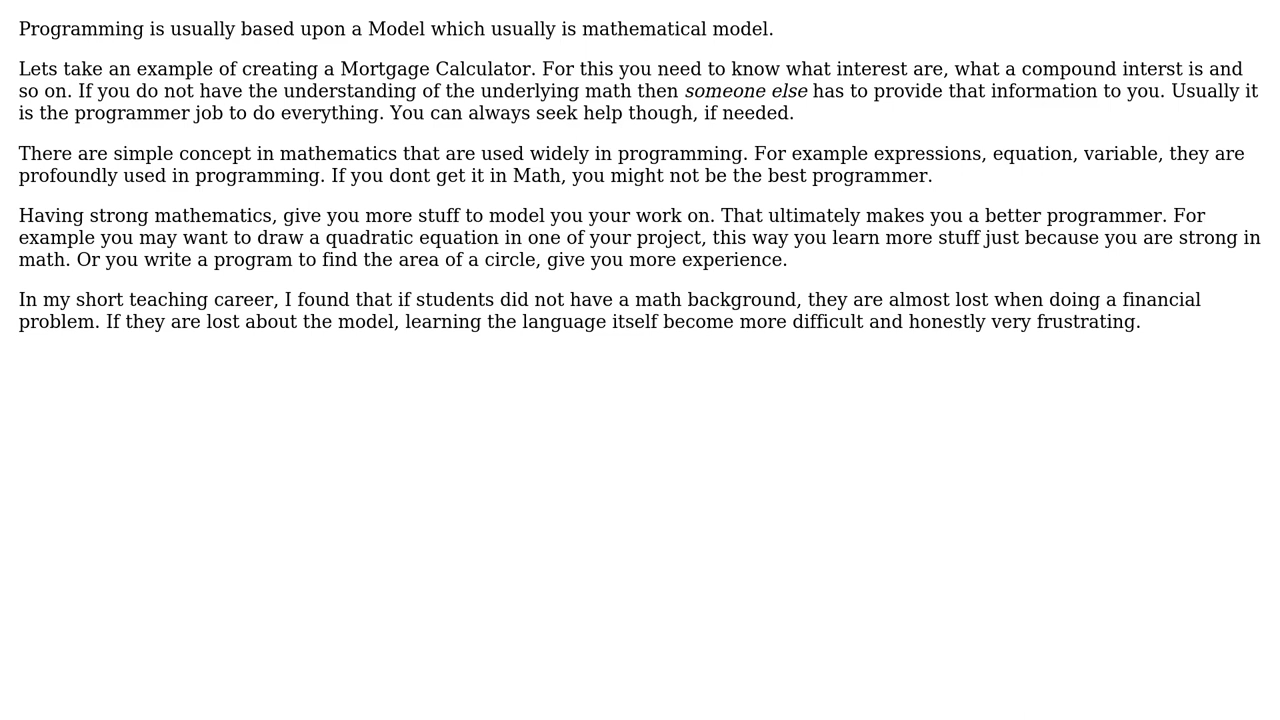 Programming is usually based upon a Model which usually is mathematical model.
Lets take an example of creating a Mortgage Calculator. For this you need to know what interest are, what a compound interst is and
so on. If you do not have the understanding of the underlying math then someone else has to provide that information to you. Usually it
is the programmer job to do everything. You can always seek help though, if needed.
There are simple concept in mathematics that are used widely in programming. For example expressions, equation, variable, they are
profoundly used in programming. If you dont get it in Math, you might not be the best programmer.
Having strong mathematics, give you more stuff to model you your work on. That ultimately makes you a better programmer. For
example you may want to draw a quadratic equation in one of your project, this way you learn more stuff just because you are strong in
math. Or you write a program to find the area of a circle, give you more experience.
In my short teaching career, I found that if students did not have a math background, they are almost lost when doing a financial
problem. If they are lost about the model, learning the language itself become more difficult and honestly very frustrating.